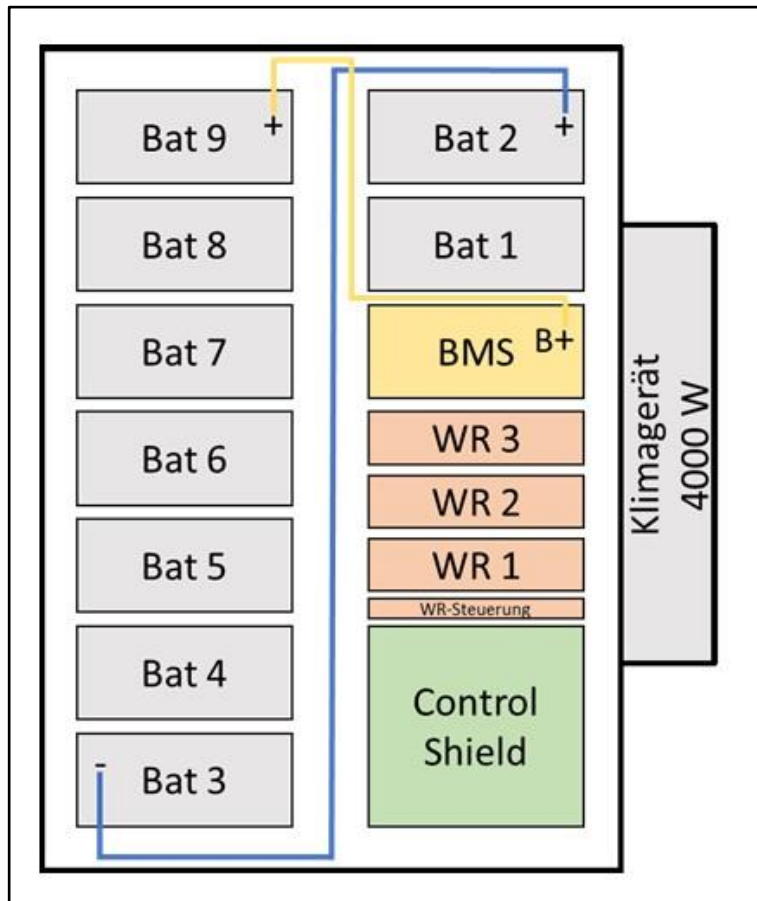 Bat 9 +
Bat 8
Bat 7
Bat 6
Bat 5
Bat 4
-
Bat 3
Bat 2 +
Bat 1
BMS B+
WR 3
WR 2
WR 1
WR-Steuerung
Control
Shield
Klimagerät
4000 W